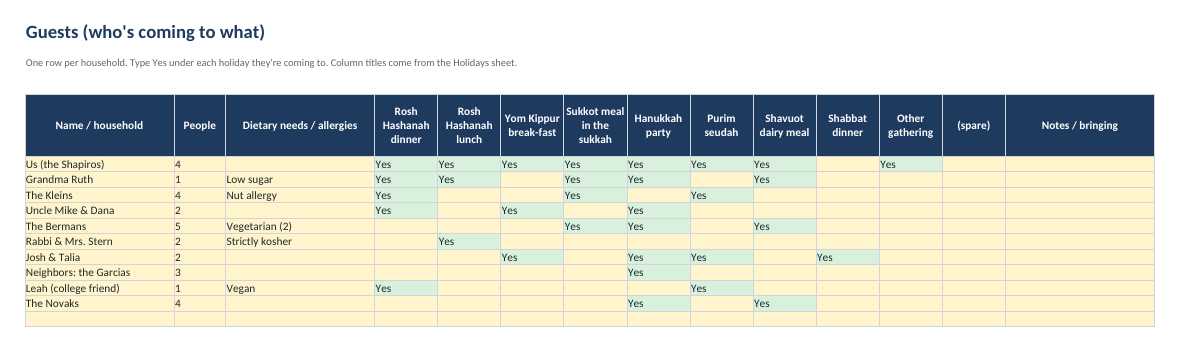 Guests (who's coming to what)
One row per household. Type Yes under each holiday they're coming to. Column titles come from the Holidays sheet.
Name / household People Dietary needs / allergies Rosh Hashanah dinner Rosh Hashanah lunch Yom Kippur break-fast Sukkot meal in the sukkah Hanukkah party Purim seudah Shavuot dairy meal Shabbat dinner Other gathering (spare) Notes / bringing
Us (the Shapiros) 4 Yes Yes Yes Yes Yes Yes Yes Yes
Grandma Ruth 1 Low sugar Yes Yes Yes Yes Yes
The Kleins 4 Nut allergy Yes Yes Yes
Uncle Mike & Dana 2 Yes Yes Yes
The Bermans 5 Vegetarian (2) Yes Yes Yes
Rabbi & Mrs. Stern 2 Strictly kosher Yes
Josh & Talia 2 Yes Yes Yes Yes
Neighbors: the Garcias 3 Yes
Leah (college friend) 1 Vegan Yes Yes
The Novaks 4 Yes Yes